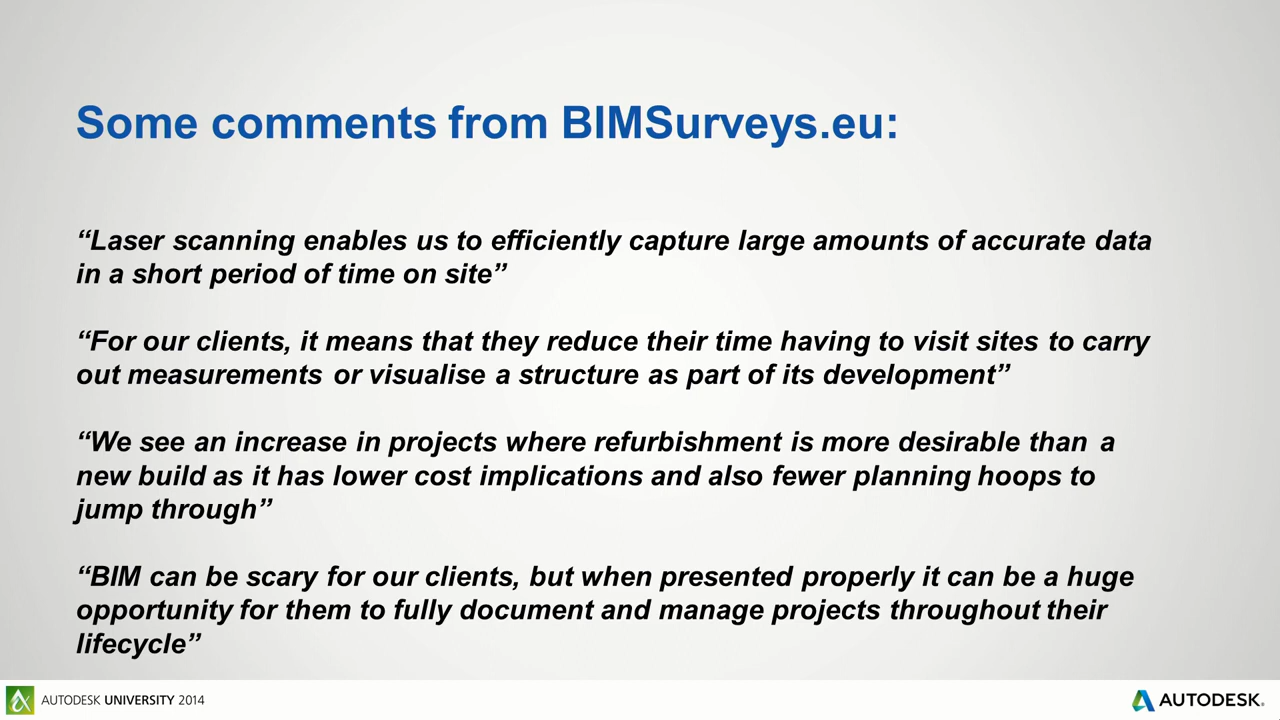 Some comments from BIMSurveys.eu:
“Laser scanning enables us to efficiently capture large amounts of accurate data
in a short period of time on site”
“For our clients, it means that they reduce their time having to visit sites to carry
out measurements or visualise a structure as part of its development”
“We see an increase in projects where refurbishment is more desirable than a
new build as it has lower cost implications and also fewer planning hoops to
jump through”
“BIM can be scary for our clients, but when presented properly it can be a huge
opportunity for them to fully document and manage projects throughout their
lifecycle”
AUTODESK UNIVERSITY 2014
AUTODESK®